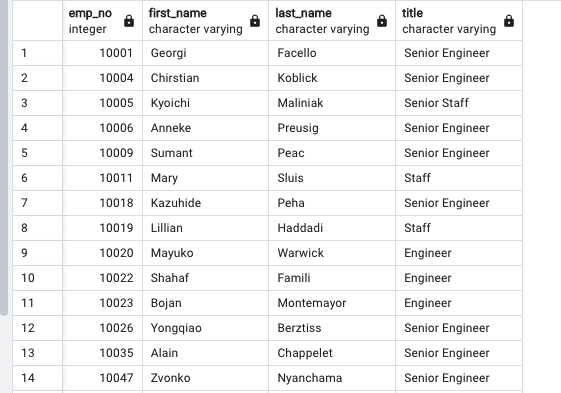 emp_no first_name last_name title
integer character varying character varying character varying
1 10001 Georgi Facello Senior Engineer
2 10004 Chirstian Koblick Senior Engineer
3 10005 Kyoichi Maliniak Senior Staff
4 10006 Anneke Preusig Senior Engineer
5 10009 Sumant Peac Senior Engineer
6 10011 Mary Sluis Staff
7 10018 Kazuhide Peha Senior Engineer
8 10019 Lillian Haddadi Staff
9 10020 Mayuko Warwick Engineer
10 10022 Shahaf Famili Engineer
11 10023 Bojan Montemayor Engineer
12 10026 Yongqiao Berztiss Senior Engineer
13 10035 Alain Chappelet Senior Engineer
14 10047 Zvonko Nyanchama Senior Engineer